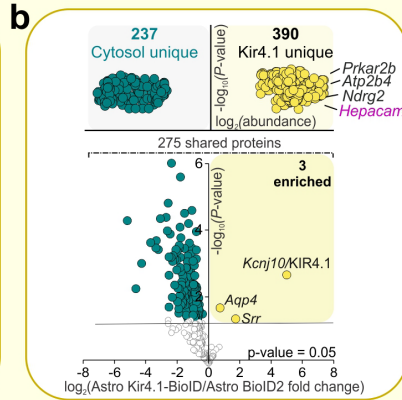 b
237
Cytosol unique
390
Kir4.1 unique
-log10(P-value)
log2(abundance)
Prkar2b
Atp2b4
Ndrg2
Hepacam
275 shared proteins
3
enriched
-log10(P-value)
6
4
2
Kcnj10/KIR4.1
Aqp4
Srr
p-value = 0.05
-8 -6 -4 -2 0 2 4 6 8
log2(Astro Kir4.1-BioID/Astro BioID2 fold change)